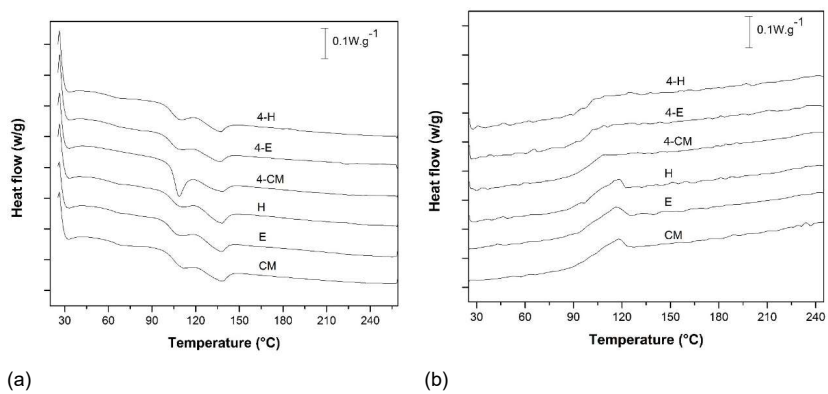 0.1W.g-1
4-H
4-E
4-CM
H
E
CM
Heat flow (w/g)
30 60 90 120 150 180 210 240
Temperature (°C)
(a)
0.1W.g-1
4-H
4-E
4-CM
H
E
CM
Heat flow (w/g)
30 60 90 120 150 180 210 240
Temperature (°C)
(b)